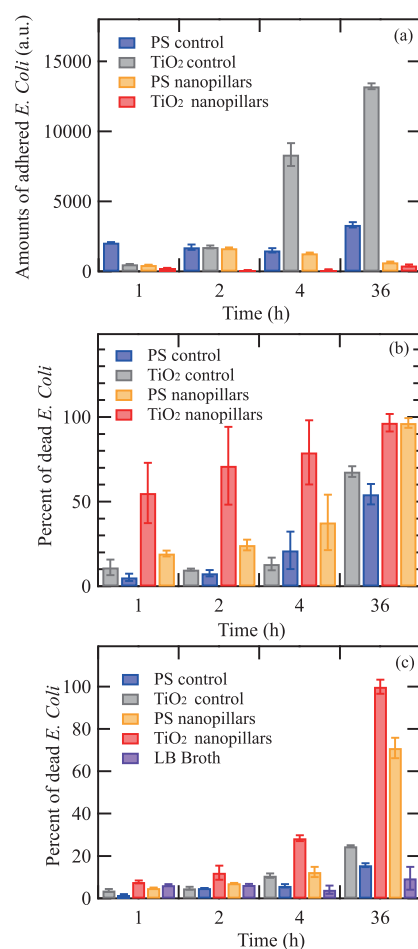 (a)
PS control
TiO2 control
PS nanopillars
TiO2 nanopillars
Amounts of adhered E. Coli (a.u.)
15000
10000
5000
0
1 2 4 36
Time (h)
(b)
PS control
TiO2 control
PS nanopillars
TiO2 nanopillars
Percent of dead E. Coli
100
50
0
1 2 4 36
Time (h)
(c)
PS control
TiO2 control
PS nanopillars
TiO2 nanopillars
LB Broth
Percent of dead E. Coli
100
80
60
40
20
0
1 2 4 36
Time (h)